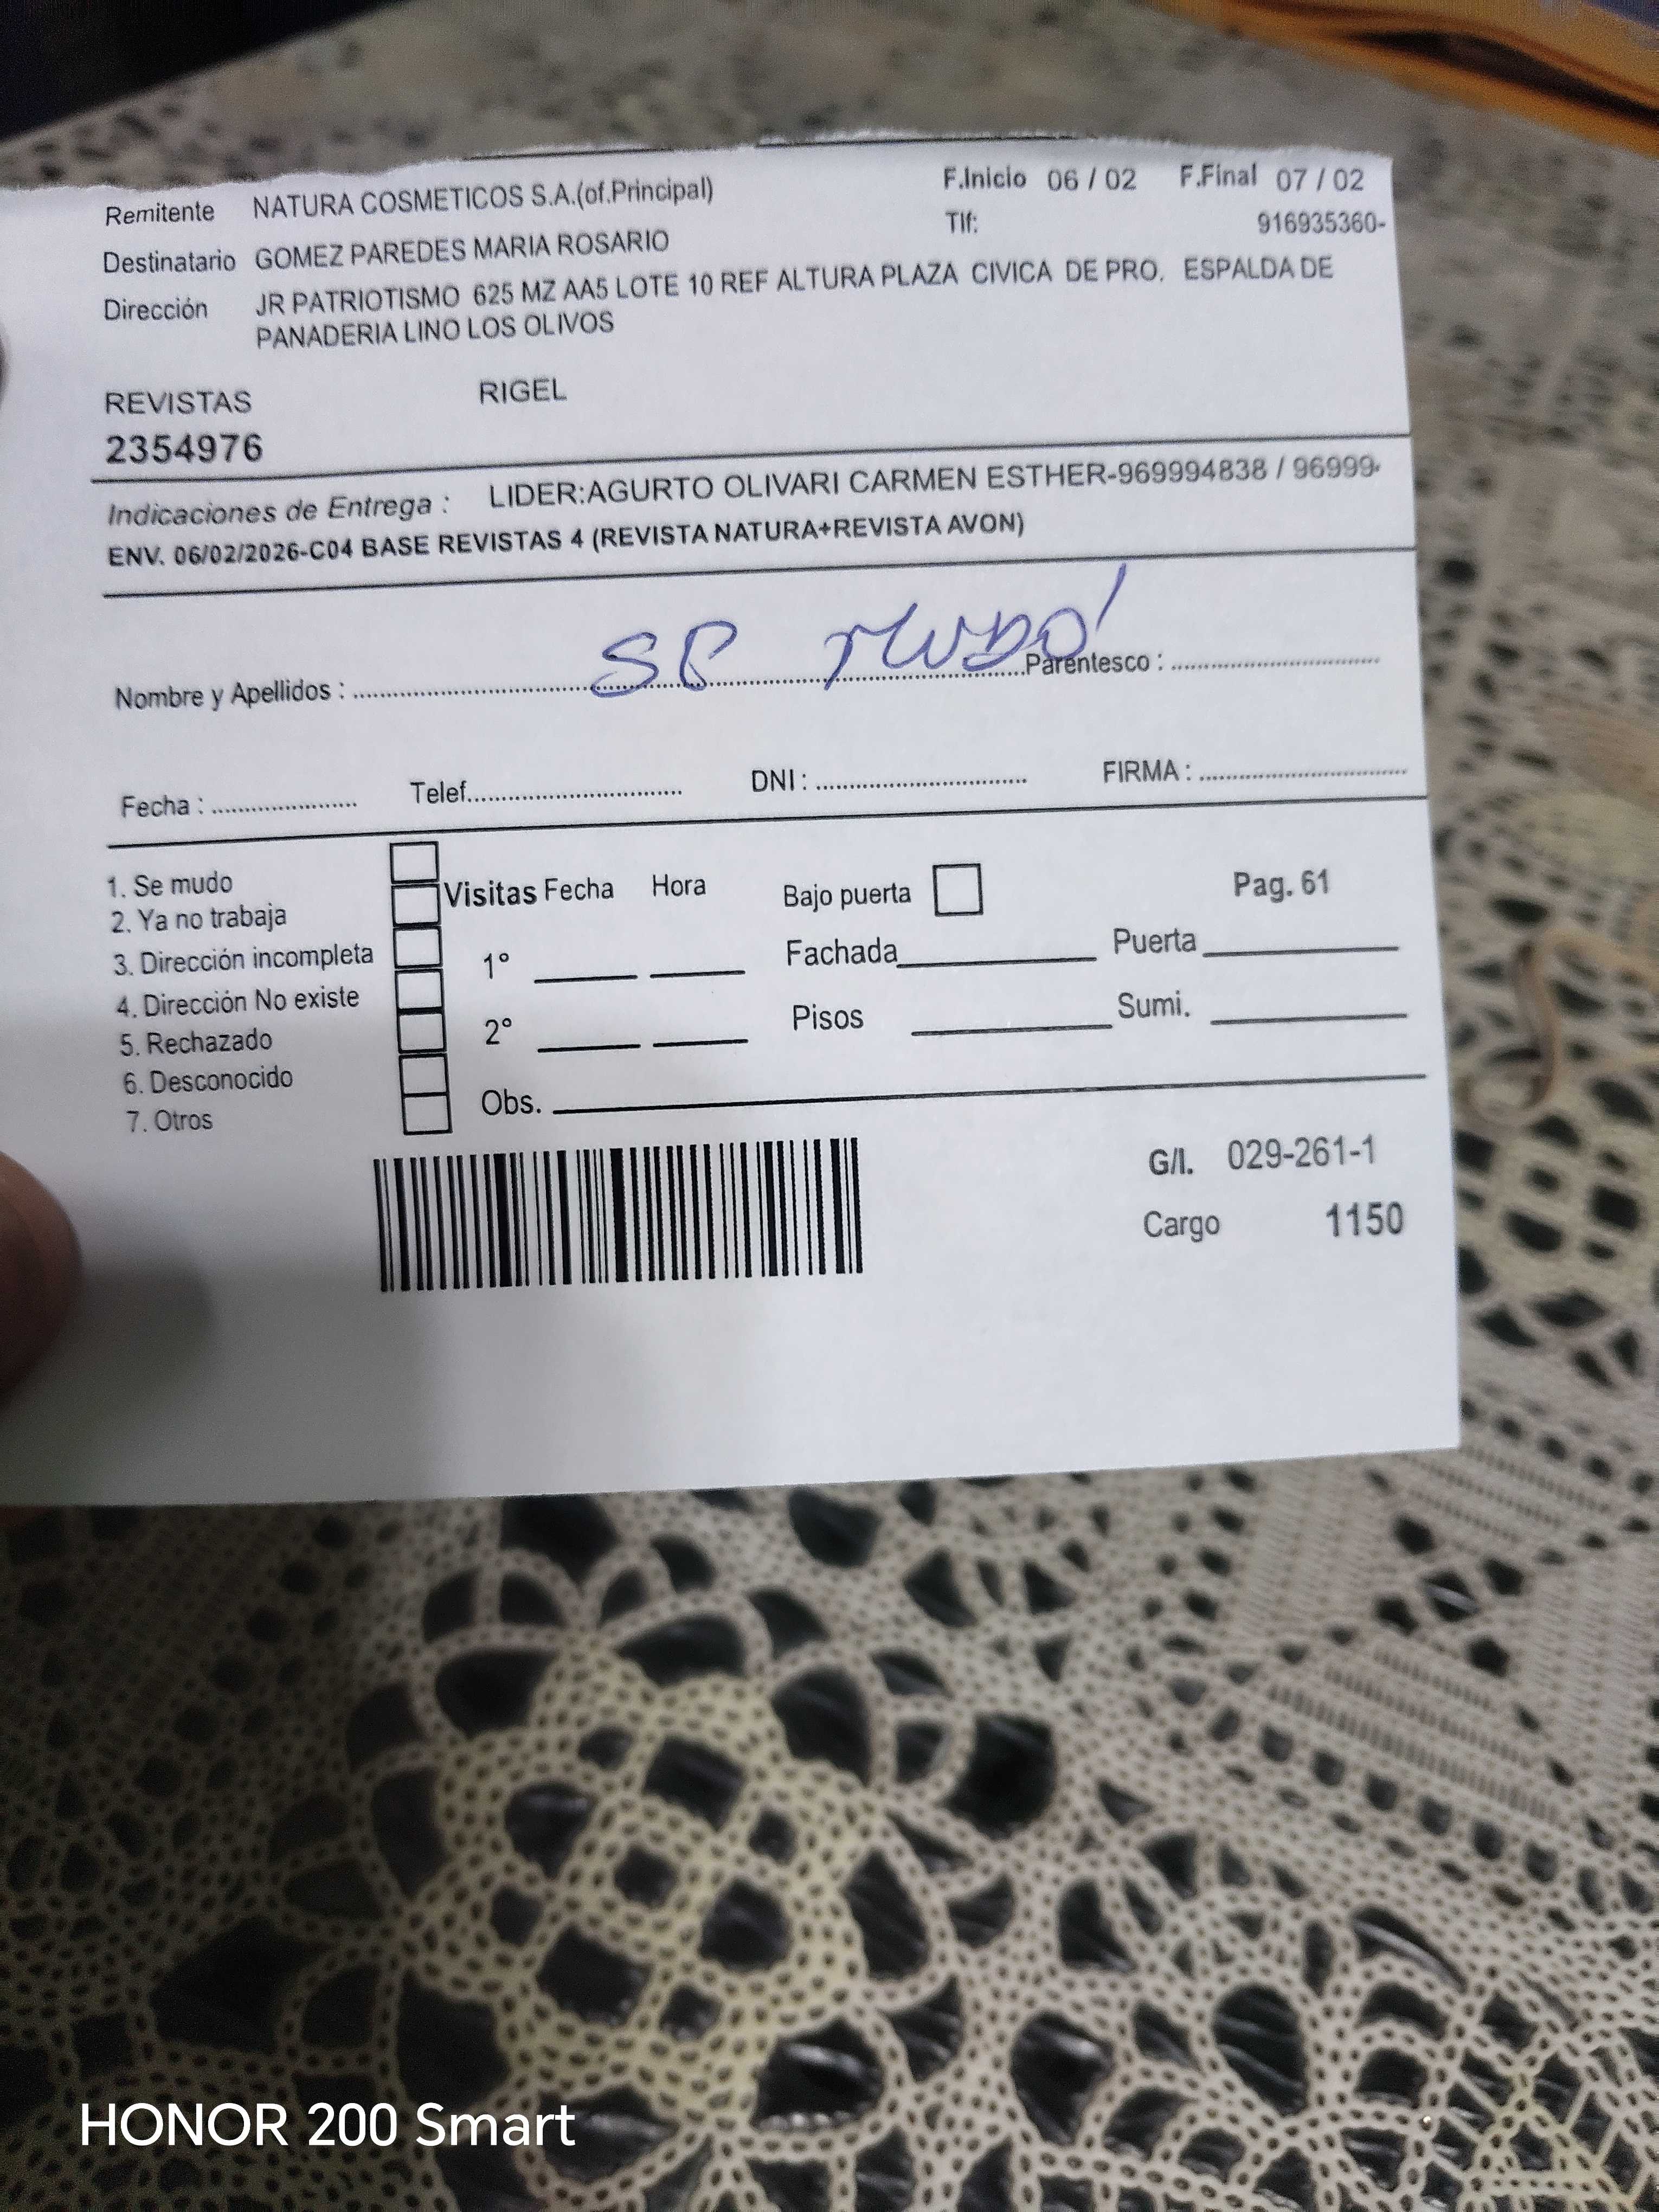 Remitente NATURA COSMETICOS S.A.(of.Principal) F.Inicio 06 / 02 F.Final 07 / 02
Tlf: 916935360-
Destinatario GOMEZ PAREDES MARIA ROSARIO
Dirección JR PATRIOTISMO 625 MZ AA5 LOTE 10 REF ALTURA PLAZA CIVICA DE PRO. ESPALDA DE
PANADERIA LINO LOS OLIVOS
REVISTAS RIGEL
2354976
Indicaciones de Entrega : LIDER:AGURTO OLIVARI CARMEN ESTHER-969994838 / 96999-
ENV. 06/02/2026-C04 BASE REVISTAS 4 (REVISTA NATURA+REVISTA AVON)
SE MUDO!
Nombre y Apellidos : Parentesco :
Fecha : Telef. DNI : FIRMA :
1. Se mudo
2. Ya no trabaja
3. Dirección incompleta
4. Dirección No existe
5. Rechazado
6. Desconocido
7. Otros
Visitas Fecha Hora
1°
2°
Obs.
Bajo puerta Pag. 61
Fachada Puerta
Pisos Sumi.
G/I. 029-261-1
Cargo 1150
HONOR 200 Smart